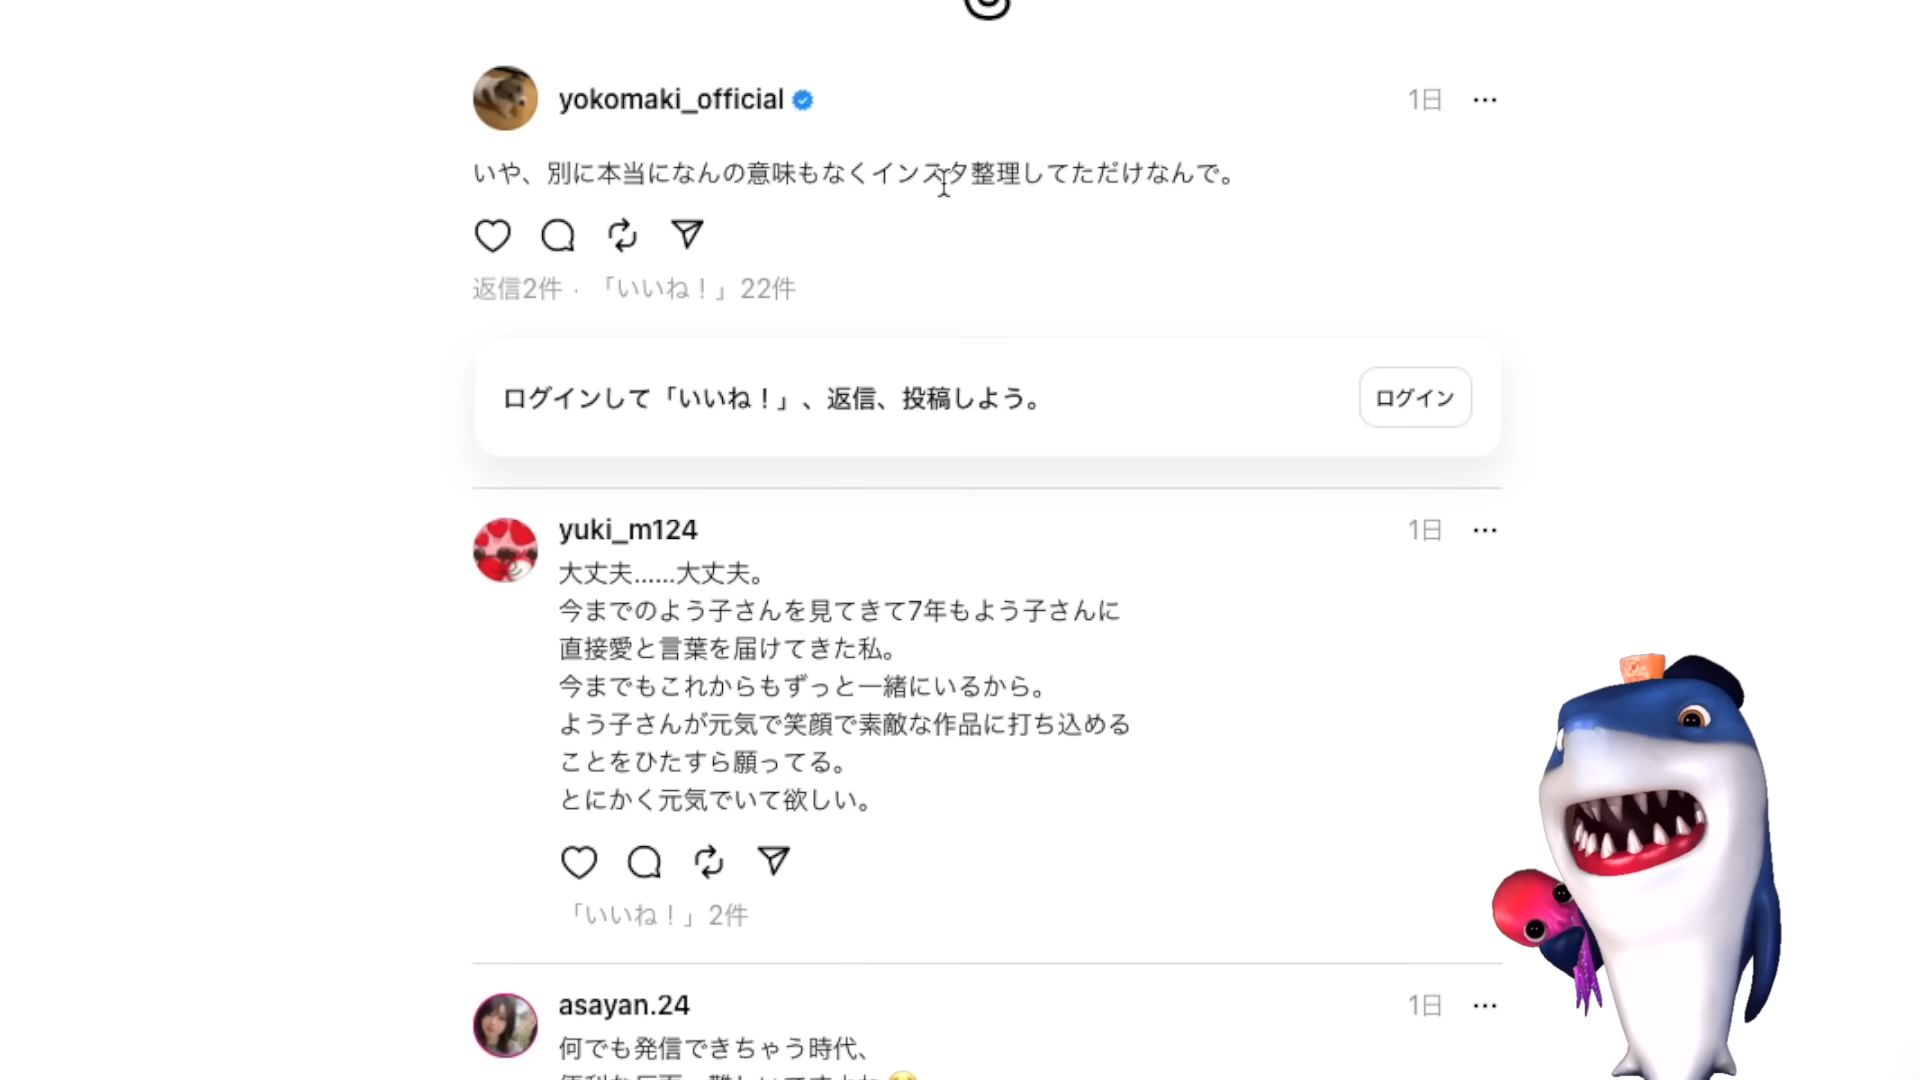 yokomaki_official
1日
いや、別に本当になんの意味もなくインスタ整理してただけなんで。
返信2件 · 「いいね！」22件
ログインして「いいね！」、返信、投稿しよう。
ログイン
yuki_m124
1日
大丈夫......大丈夫。
今までのよう子さんを見てきて7年もよう子さんに
直接愛と言葉を届けてきた私。
今までもこれからもずっと一緒にいるから。
よう子さんが元気で笑顔で素敵な作品に打ち込める
ことをひたすら願ってる。
とにかく元気でいて欲しい。
「いいね！」2件
asayan.24
1日
何でも発信できちゃう時代、